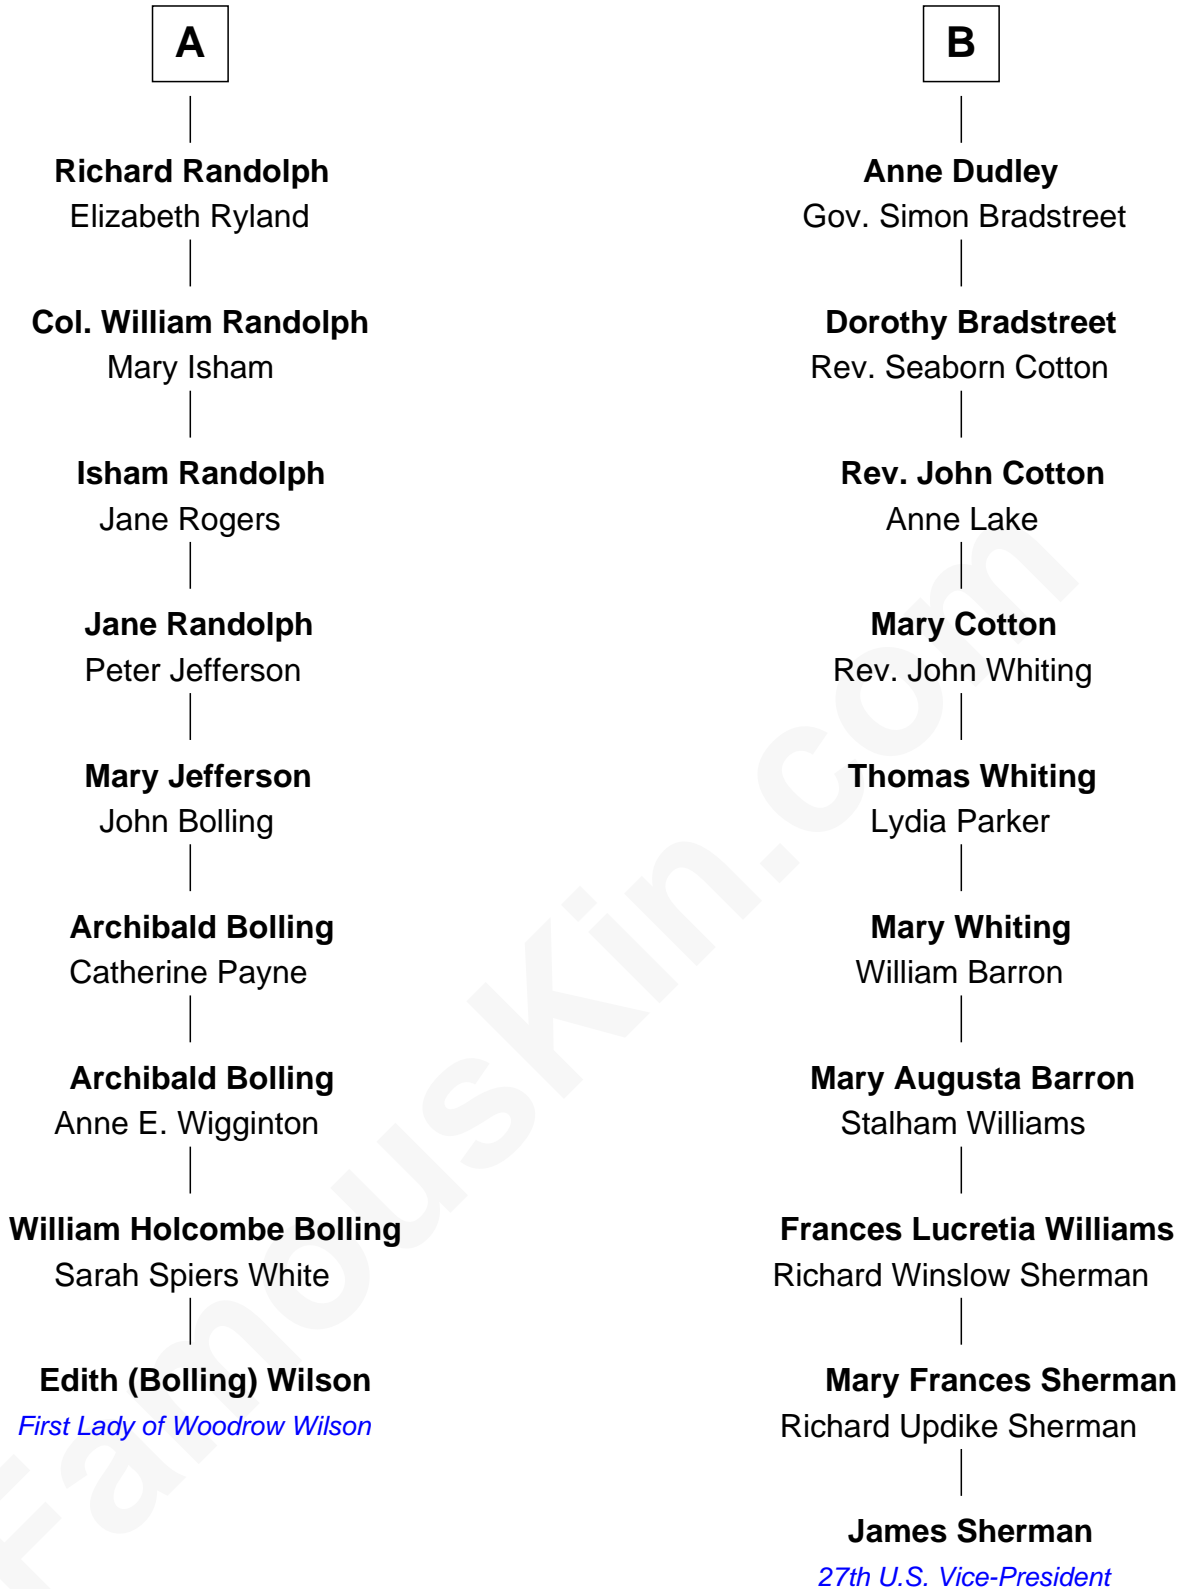 A
Richard Randolph
Elizabeth Ryland
Col. William Randolph
Mary Isham
Isham Randolph
Jane Rogers
Jane Randolph
Peter Jefferson
Mary Jefferson
John Bolling
Archibald Bolling
Catherine Payne
Archibald Bolling
Anne E. Wigginton
William Holcombe Bolling
Sarah Spiers White
Edith (Bolling) Wilson
First Lady of Woodrow Wilson
B
Anne Dudley
Gov. Simon Bradstreet
Dorothy Bradstreet
Rev. Seaborn Cotton
Rev. John Cotton
Anne Lake
Mary Cotton
Rev. John Whiting
Thomas Whiting
Lydia Parker
Mary Whiting
William Barron
Mary Augusta Barron
Stalham Williams
Frances Lucretia Williams
Richard Winslow Sherman
Mary Frances Sherman
Richard Updike Sherman
James Sherman
27th U.S. Vice-President
FamousKin.com